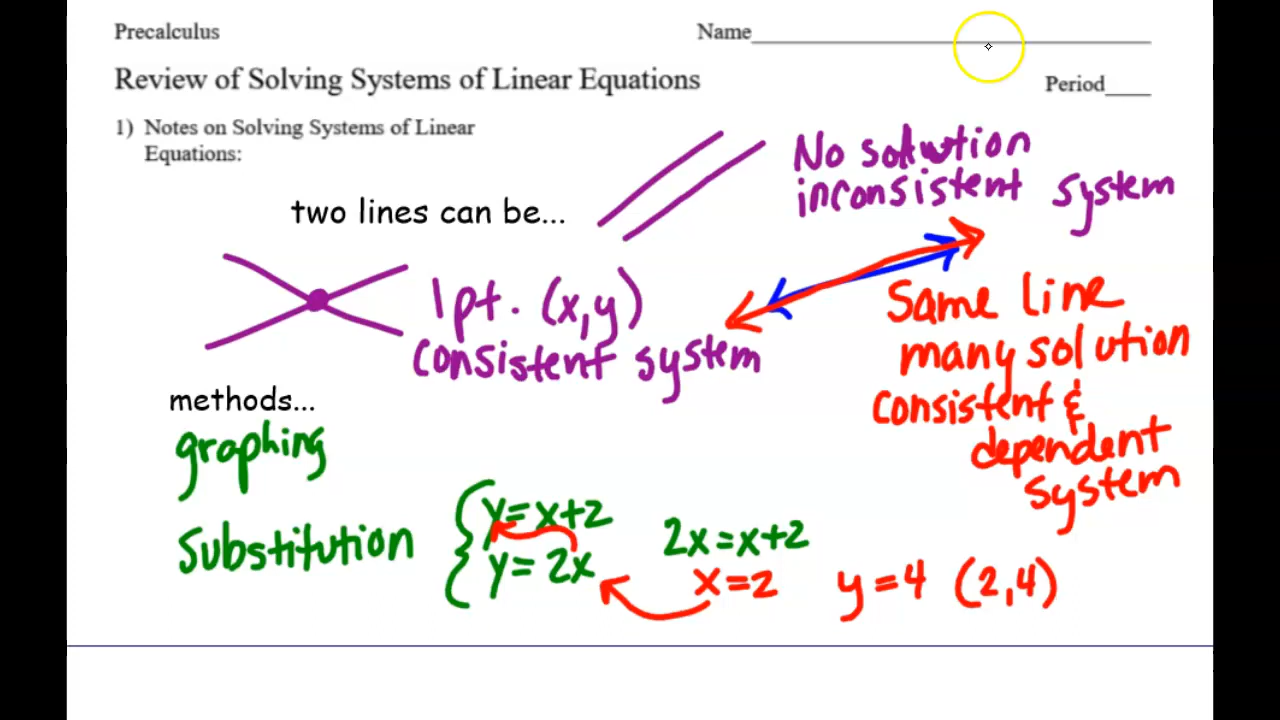 Precalculus
Name
Review of Solving Systems of Linear Equations
Period
1) Notes on Solving Systems of Linear
Equations:
two lines can be...
No solution
inconsistent system
1pt. (x,y)
consistent system
Same line
many solution
consistent &
dependent
system
methods...
graphing
Substitution
y=x+2
y=2x
2x=x+2
x=2
y=4 (2,4)